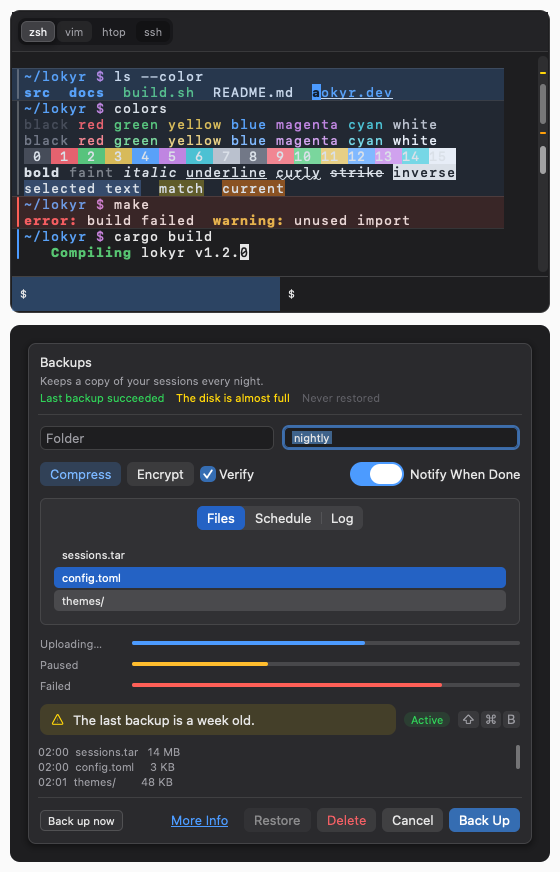 zsh vim htop ssh
~/lokyr $ ls --color
src docs build.sh README.md aokyr.dev
~/lokyr $ colors
black red green yellow blue magenta cyan white
black red green yellow blue magenta cyan white
0 1 2 3 4 5 6 7 8 9 10 11 12 13 14 15
bold faint italic underline curly strike inverse
selected text match current
~/lokyr $ make
error: build failed warning: unused import
~/lokyr $ cargo build
Compiling lokyr v1.2.0
$ $
Backups
Keeps a copy of your sessions every night.
Last backup succeeded The disk is almost full Never restored
Folder nightly
Compress Encrypt Verify Notify When Done
Files Schedule Log
sessions.tar
config.toml
themes/
Uploading...
Paused
Failed
The last backup is a week old. Active ⇧ ⌘ B
02:00 sessions.tar 14 MB
02:00 config.toml 3 KB
02:01 themes/ 48 KB
Back up now More Info Restore Delete Cancel Back Up